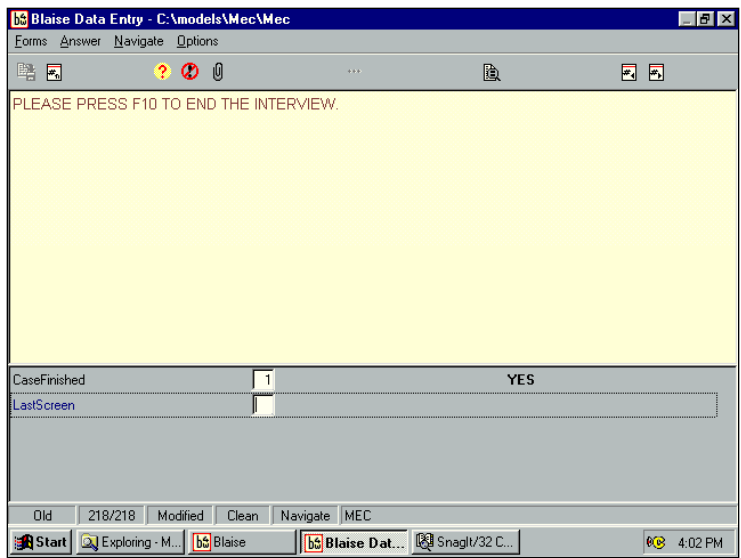 Blaise Data Entry - C:\models\Mec\Mec
Forms Answer Navigate Options
PLEASE PRESS F10 TO END THE INTERVIEW.
CaseFinished 1 YES
LastScreen
Old 218/218 Modified Clean Navigate MEC
Start Exploring - M... Blaise Blaise Dat... SnagIt/32 C... 4:02 PM